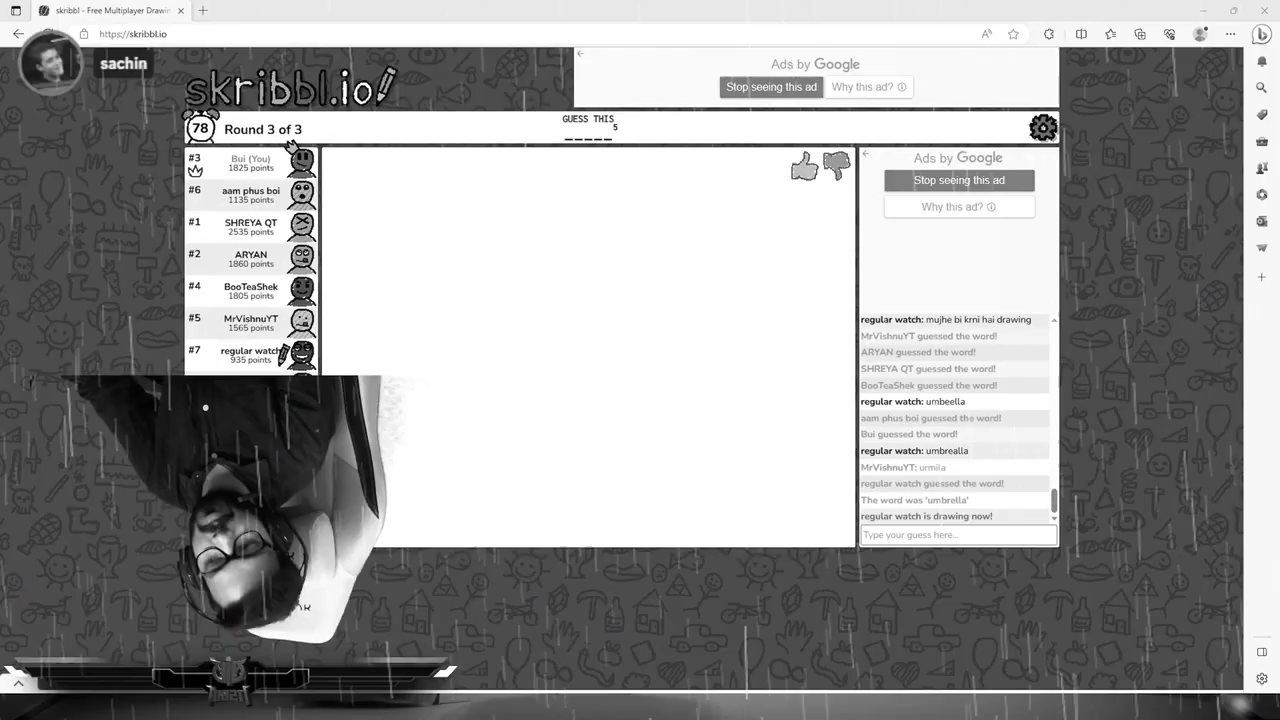 skribbl - Free Multiplayer Drawin
https://skribbl.io
sachin
skribbl.io
Ads by Google
Stop seeing this ad
Why this ad?
78
Round 3 of 3
GUESS THIS
_____ 5
#3
Bui (You)
1825 points
#6
aam phus boi
1135 points
#1
SHREYA QT
2535 points
#2
ARYAN
1860 points
#4
BooTeaShek
1805 points
#5
MrVishnuYT
1565 points
#7
regular watch
935 points
Ads by Google
Stop seeing this ad
Why this ad?
regular watch: mujhe bi krni hai drawing
MrVishnuYT guessed the word!
ARYAN guessed the word!
SHREYA QT guessed the word!
BooTeaShek guessed the word!
regular watch: umbeella
aam phus boi guessed the word!
Bui guessed the word!
regular watch: umbrealla
MrVishnuYT: urmila
regular watch guessed the word!
The word was 'umbrella'
regular watch is drawing now!
Type your guess here...